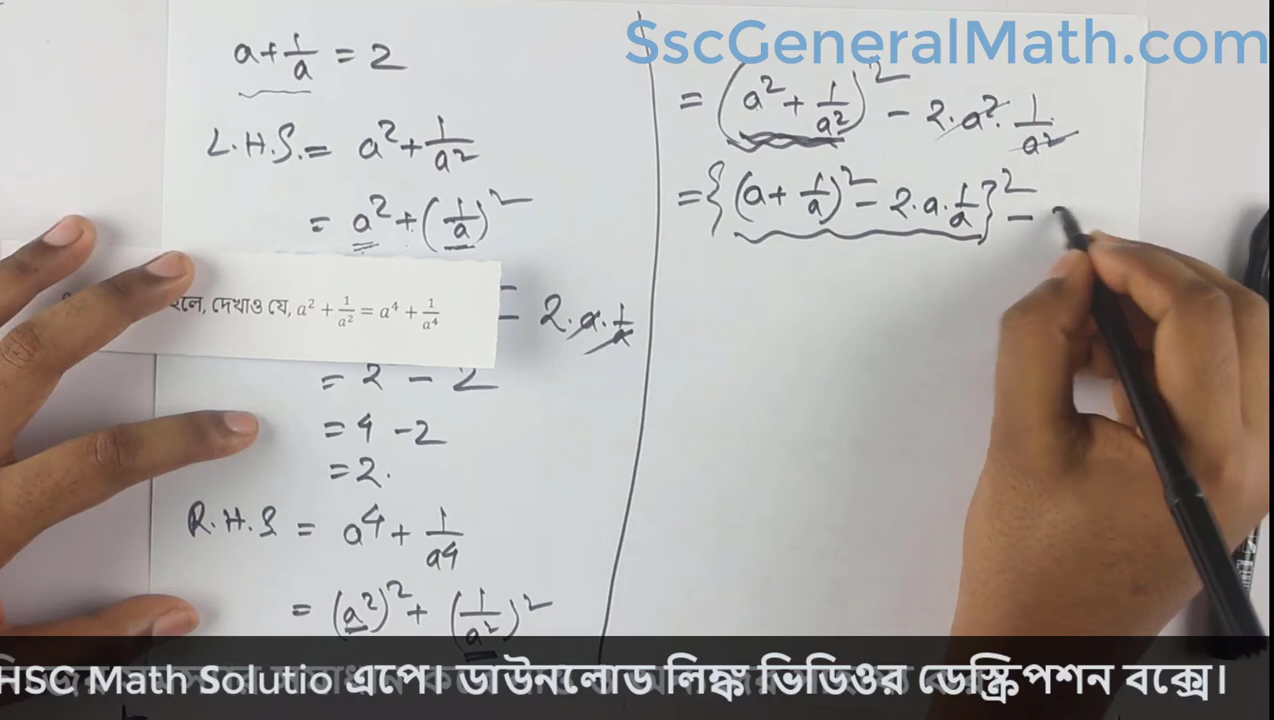 SscGeneralMath.com
a + 1/a = 2
L.H.S. = a² + 1/a²
= a² + (1/a)²
দেখাও যে, a² + 1/a² = a⁴ + 1/a⁴
2·a·1/a
= 2 - 2
= 4 - 2
= 2.
R.H.S = a⁴ + 1/a⁴
= (a²)² + (1/a²)²
= (a² + 1/a²)² - 2·a²·1/a²
= {(a + 1/a)² - 2·a·1/a}² -
HSC Math Solutio এপে। ডাউনলোড লিঙ্ক ভিডিওর ডেস্ক্রিপশন বক্সে।